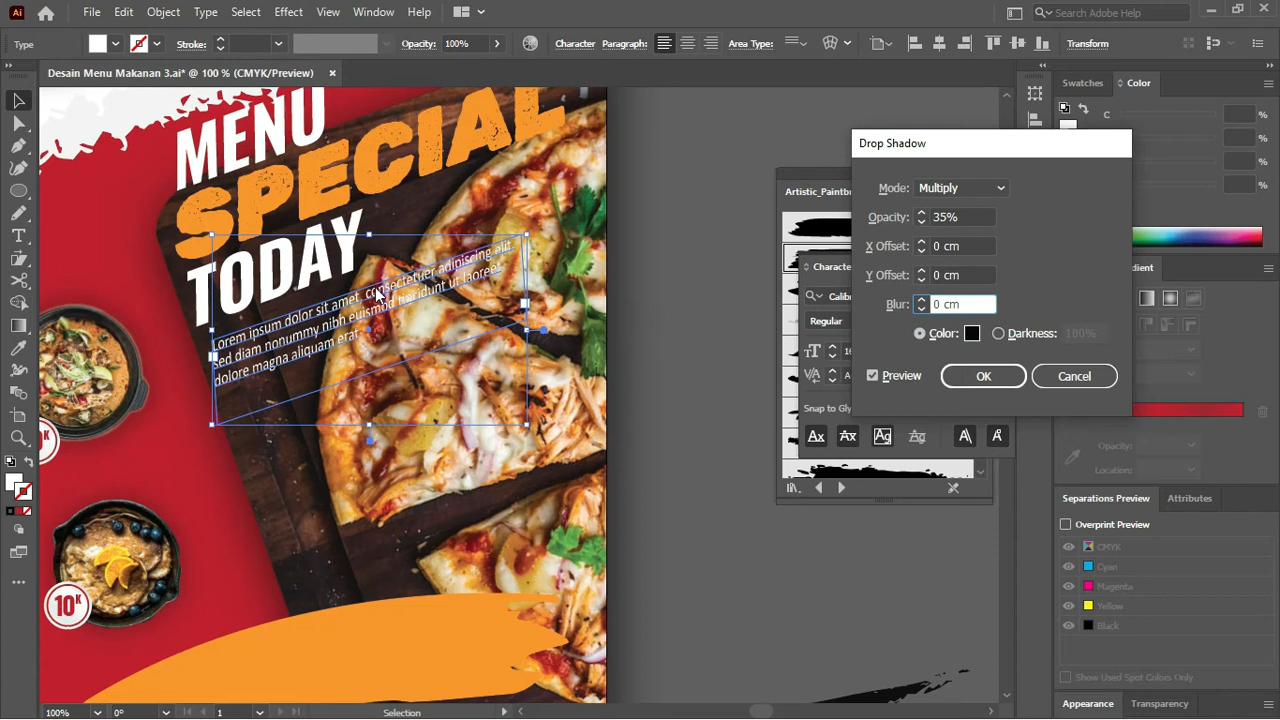 Ai
File
Edit
Object
Type
Select
Effect
View
Window
Help
Search Adobe Help
Type
Stroke:
Opacity:
100%
Character
Paragraph:
Area Type:
Transform
Desain Menu Makanan 3.ai* @ 100 % (CMYK/Preview)
×
MENU
SPECIAL
TODAY
Lorem ipsum dolor sit amet, consectetuer adipiscing elit,
sed diam nonummy nibh euismod tincidunt ut laoreet
dolore magna aliquam erat
10K
Artistic_Paintbr
Character
Calib
Regular
Snap to Gly
Drop Shadow
Mode:
Multiply
Opacity:
35%
X Offset:
0 cm
Y Offset:
0 cm
Blur:
0 cm
Color:
Darkness:
100%
Preview
OK
Cancel
Swatches
Color
C
%
%
%
%
Opacity:
Location:
Separations Preview
Attributes
Overprint Preview
CMYK
Cyan
Magenta
Yellow
Black
Show Used Spot Colors Only
Appearance
Transparency
100%
0°
1
Selection